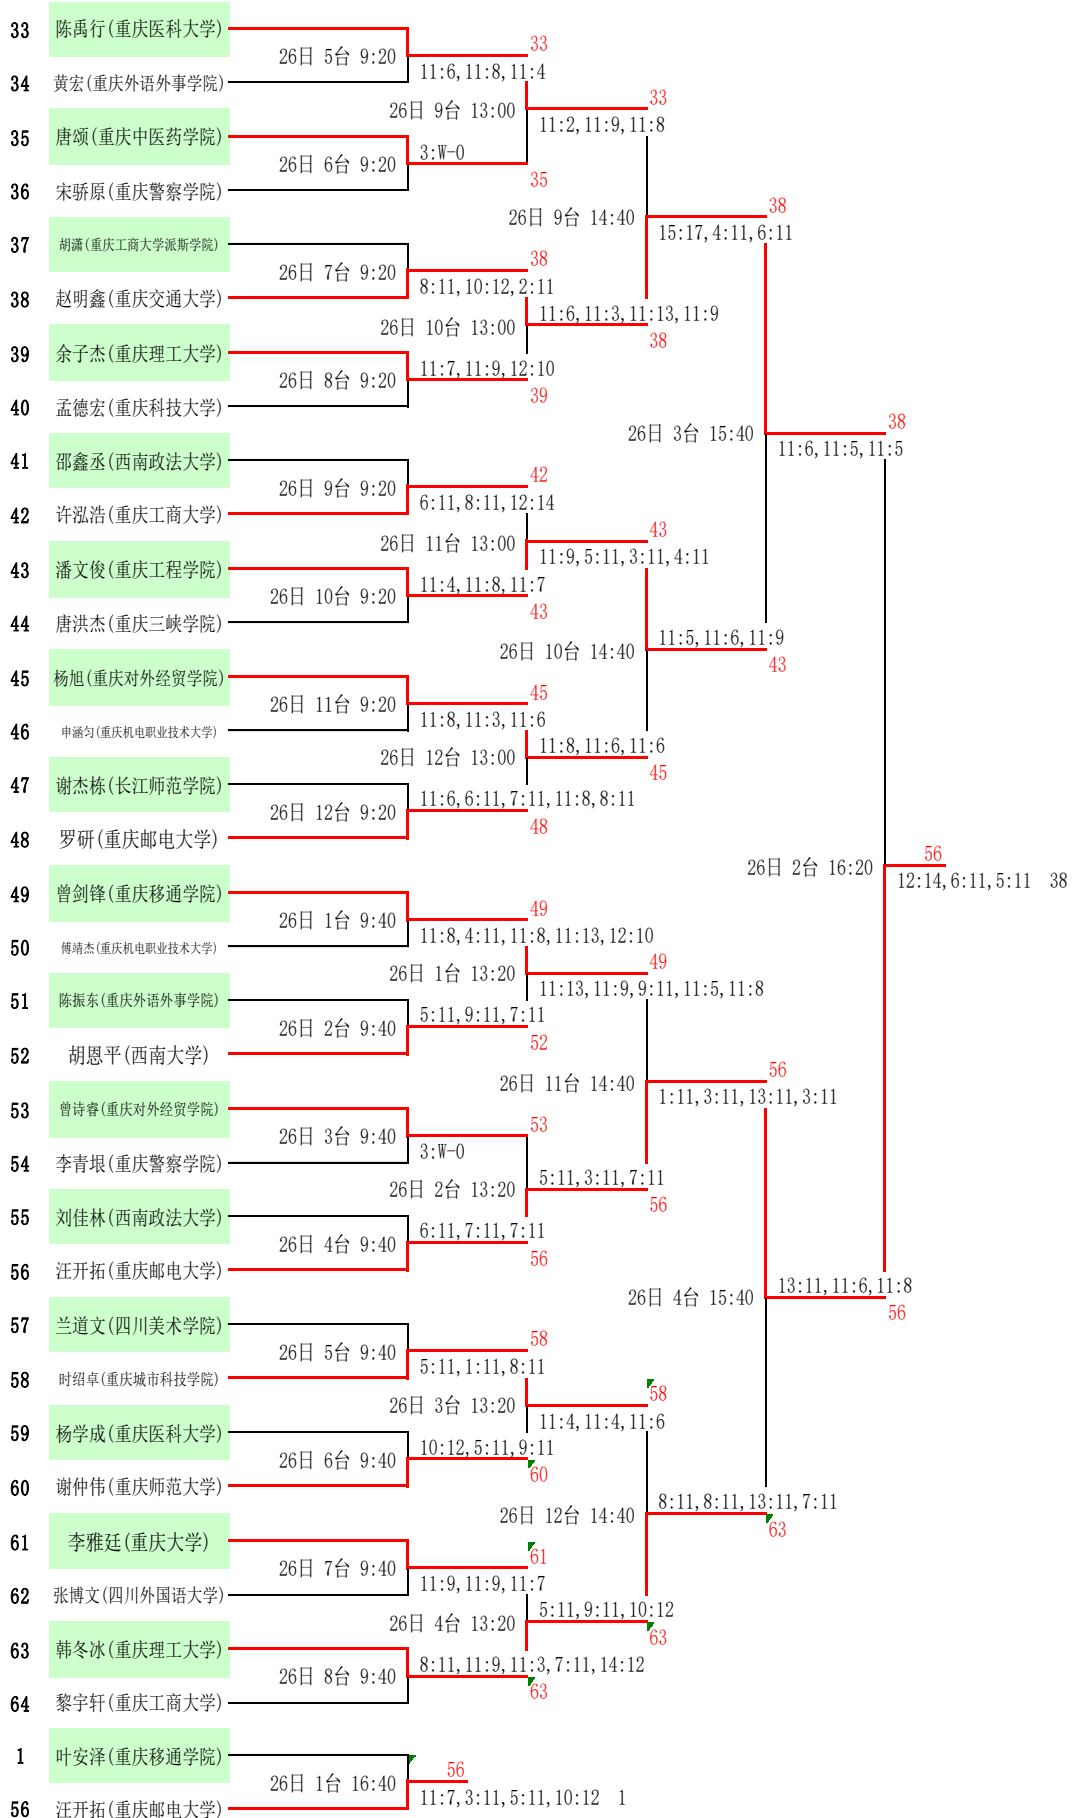 33 陈禹行(重庆医科大学)
33
26日 5台 9:20
11:6,11:8,11:4
34 黄宏(重庆外语外事学院)
33
26日 9台 13:00
11:2,11:9,11:8
35 唐颂(重庆中医药学院)
3:W-0
26日 6台 9:20
35
36 宋骄原(重庆警察学院)
38
26日 9台 14:40
15:17,4:11,6:11
37 胡潇(重庆工商大学派斯学院)
38
26日 7台 9:20
8:11,10:12,2:11
38 赵明鑫(重庆交通大学)
11:6,11:3,11:13,11:9
26日 10台 13:00
38
39 余子杰(重庆理工大学)
11:7,11:9,12:10
26日 8台 9:20
39
40 孟德宏(重庆科技大学)
38
26日 3台 15:40
11:6,11:5,11:5
41 邵鑫丞(西南政法大学)
42
26日 9台 9:20
6:11,8:11,12:14
42 许泓浩(重庆工商大学)
43
26日 11台 13:00
11:9,5:11,3:11,4:11
43 潘文俊(重庆工程学院)
11:4,11:8,11:7
26日 10台 9:20
43
44 唐洪杰(重庆三峡学院)
11:5,11:6,11:9
26日 10台 14:40
43
45 杨旭(重庆对外经贸学院)
45
26日 11台 9:20
11:8,11:3,11:6
46 申涵匀(重庆机电职业技术大学)
11:8,11:6,11:6
26日 12台 13:00
45
47 谢杰栋(长江师范学院)
11:6,6:11,7:11,11:8,8:11
26日 12台 9:20
48
48 罗研(重庆邮电大学)
56
26日 2台 16:20
12:14,6:11,5:11 38
49 曾剑锋(重庆移通学院)
49
26日 1台 9:40
11:8,4:11,11:8,11:13,12:10
50 傅靖杰(重庆机电职业技术大学)
49
26日 1台 13:20
11:13,11:9,9:11,11:5,11:8
51 陈振东(重庆外语外事学院)
5:11,9:11,7:11
26日 2台 9:40
52
52 胡恩平(西南大学)
56
26日 11台 14:40
1:11,3:11,13:11,3:11
53 曾诗睿(重庆对外经贸学院)
53
26日 3台 9:40
3:W-0
54 李青垠(重庆警察学院)
5:11,3:11,7:11
26日 2台 13:20
56
55 刘佳林(西南政法大学)
6:11,7:11,7:11
26日 4台 9:40
56
56 汪开拓(重庆邮电大学)
13:11,11:6,11:8
26日 4台 15:40
56
57 兰道文(四川美术学院)
58
26日 5台 9:40
5:11,1:11,8:11
58 时绍卓(重庆城市科技学院)
58
26日 3台 13:20
11:4,11:4,11:6
59 杨学成(重庆医科大学)
10:12,5:11,9:11
26日 6台 9:40
60
60 谢仲伟(重庆师范大学)
8:11,8:11,13:11,7:11
26日 12台 14:40
63
61 李雅廷(重庆大学)
61
26日 7台 9:40
11:9,11:9,11:7
62 张博文(四川外国语大学)
5:11,9:11,10:12
26日 4台 13:20
63
63 韩冬冰(重庆理工大学)
8:11,11:9,11:3,7:11,14:12
26日 8台 9:40
63
64 黎宇轩(重庆工商大学)
1 叶安泽(重庆移通学院)
56
26日 1台 16:40
11:7,3:11,5:11,10:12 1
56 汪开拓(重庆邮电大学)